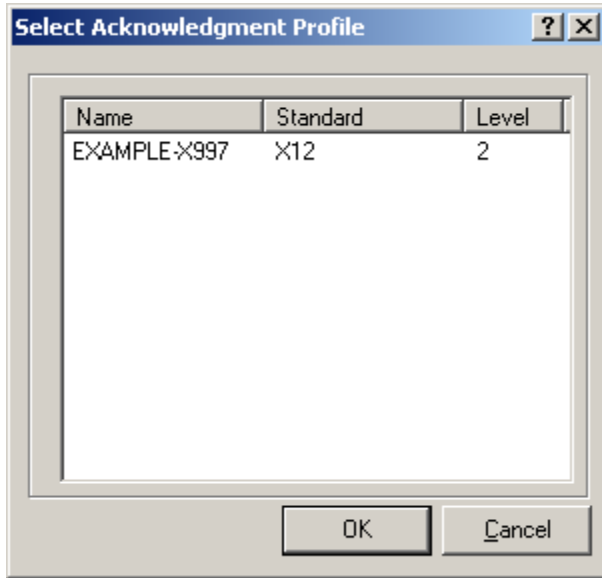 Select Acknowledgment Profile ? ×
Name Standard Level
EXAMPLE-X997 X12 2
OK Cancel